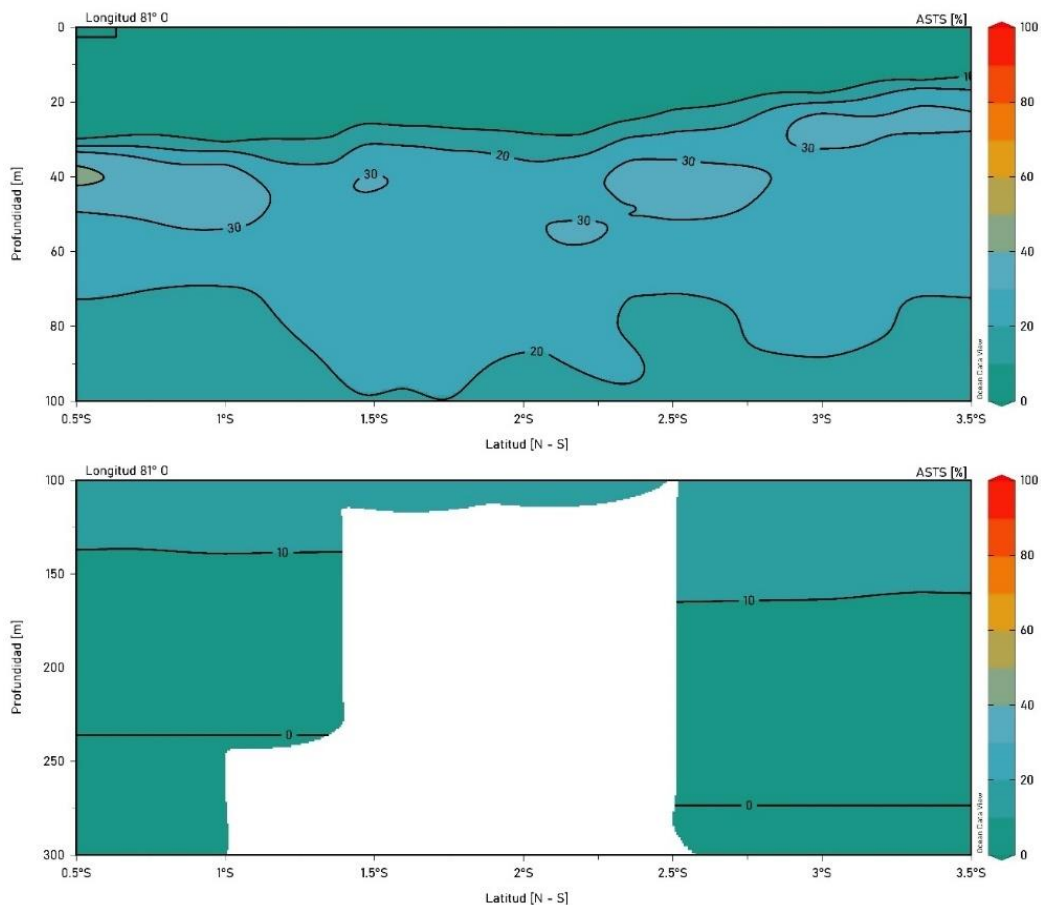 Longitud 81° O
ASTS [%]
0
20
40
60
80
100
Profundidad [m]
10
20
30
30
30
30
30
20
0.5°S
1°S
1.5°S
2°S
2.5°S
3°S
3.5°S
Latitud [N - S]
100
80
60
40
20
0
Ocean Data View
Longitud 81° O
ASTS [%]
100
150
200
250
300
Profundidad [m]
10
10
0
0
0.5°S
1°S
1.5°S
2°S
2.5°S
3°S
3.5°S
Latitud [N - S]
100
80
60
40
20
0
Ocean Data View